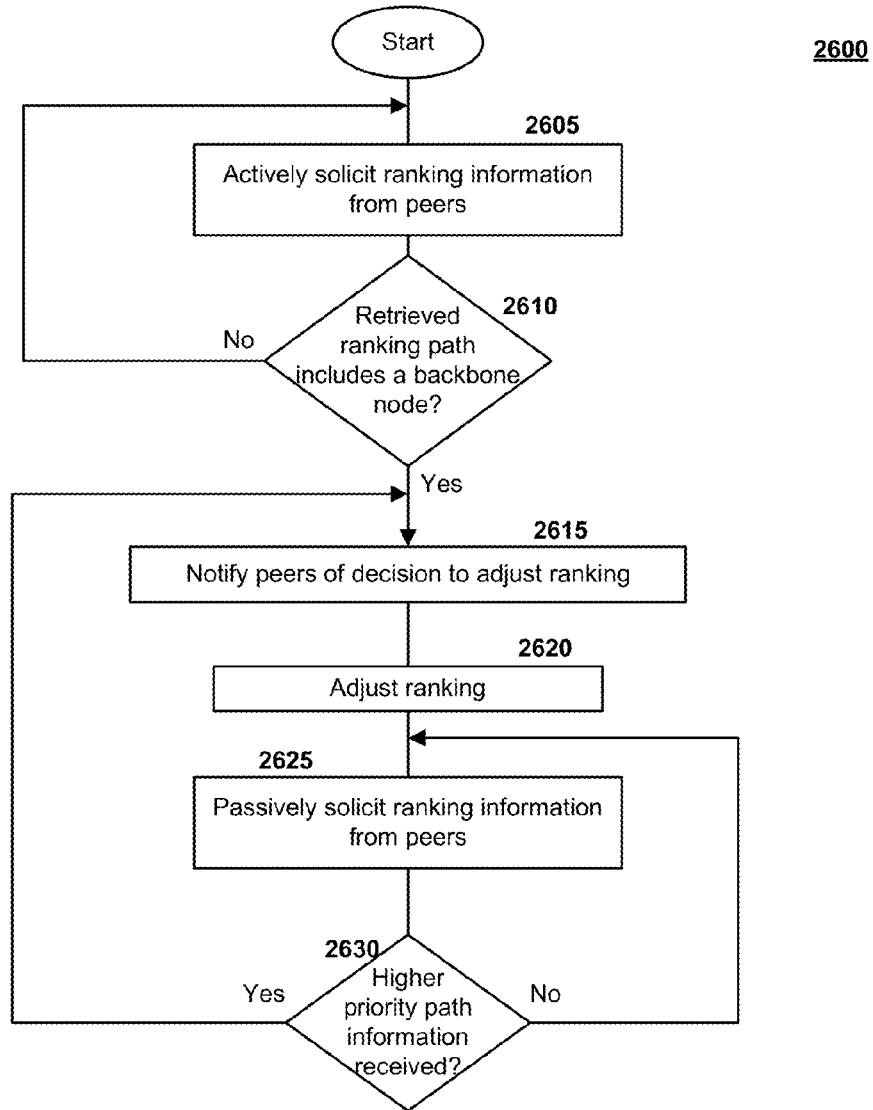 Start
2600
2605
Actively solicit ranking information
from peers
2610
Retrieved
ranking path
includes a backbone
node?
No
Yes
2615
Notify peers of decision to adjust ranking
2620
Adjust ranking
2625
Passively solicit ranking information
from peers
2630
Higher
priority path
information
received?
Yes
No